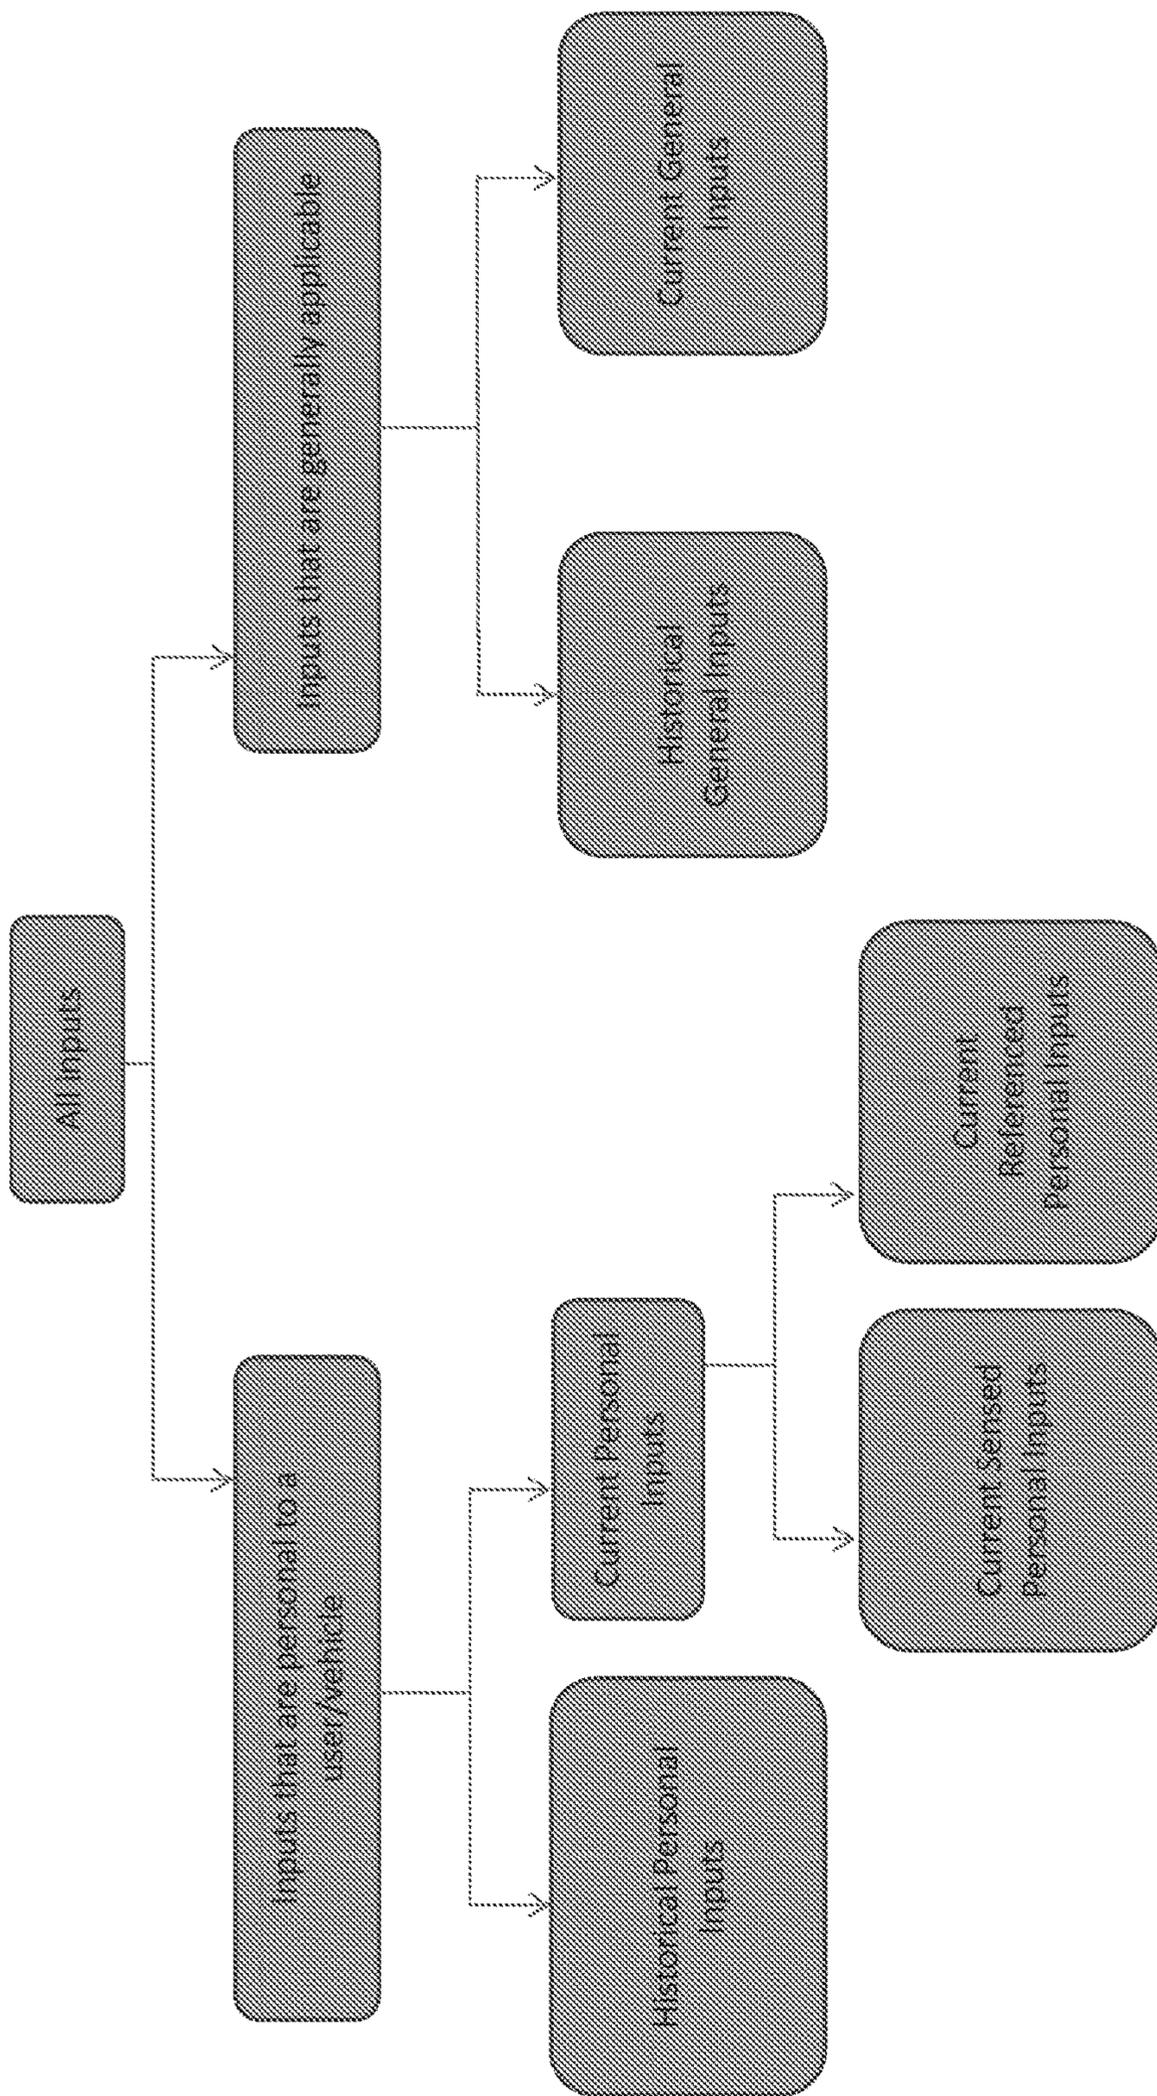 All Inputs
Inputs that are personal to a
user/vehicle
Inputs that are generally applicable
Historical Personal
Inputs
Current Personal
Inputs
Historical
General Inputs
Current General
Inputs
Current Sensed
Personal Inputs
Current
Referenced
Personal Inputs